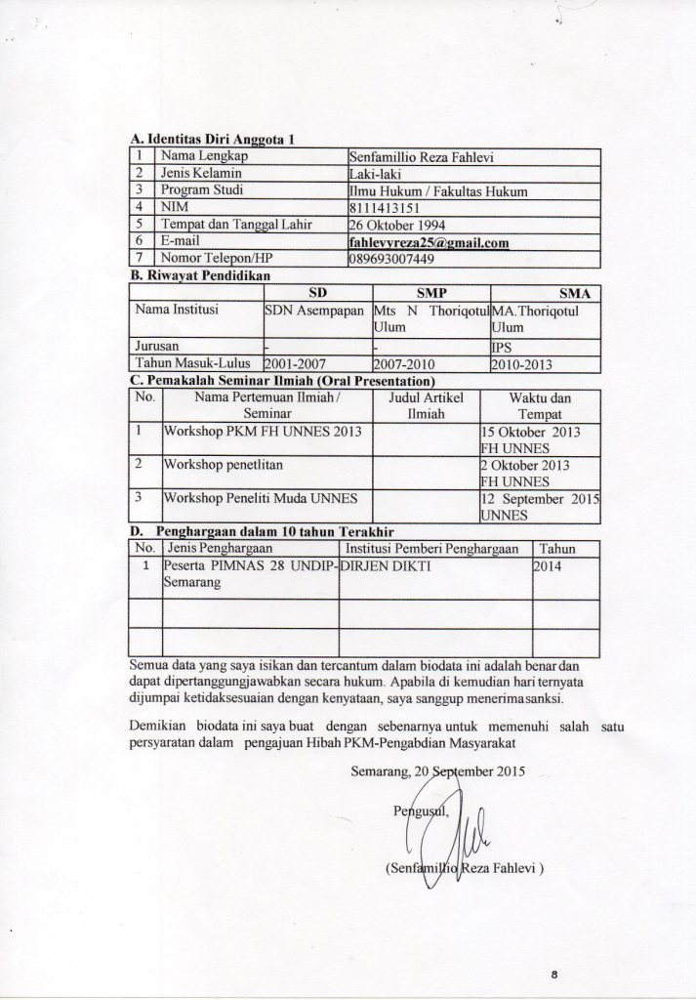 8
A. Identitas Diri Anggota 1
1 Nama Lengkap Senfamillio Reza Fahlevi
2 Jenis Kelamin Laki-laki
3 Program Studi Ilmu Hukum / Fakultas Hukum
4 NIM 8111413151
5 Tempat dan Tanggal Lahir 26 Oktober 1994
6 E-mail fahlevyreza25@gmail.com
7 Nomor Telepon/HP 089693007449
B. Riwayat Pendidikan
SD SMP SMA
Nama Institusi SDN Asempapan Mts N Thoriqotul MA.Thoriqotul
Ulum Ulum
Jurusan - - IPS
Tahun Masuk-Lulus 2001-2007 2007-2010 2010-2013
C. Pemakalah Seminar Ilmiah (Oral Presentation)
No. Nama Pertemuan Ilmiah / Judul Artikel Waktu dan
Seminar Ilmiah Tempat
1 Workshop PKM FH UNNES 2013 15 Oktober 2013
FH UNNES
2 Workshop penetlitan 2 Oktober 2013
FH UNNES
3 Workshop Peneliti Muda UNNES 12 September 2015
UNNES
D. Penghargaan dalam 10 tahun Terakhir
No. Jenis Penghargaan Institusi Pemberi Penghargaan Tahun
1 Peserta PIMNAS 28 UNDIP- DIRJEN DIKTI 2014
Semarang
Semua data yang saya isikan dan tercantum dalam biodata ini adalah benar dan
dapat dipertanggungjawabkan secara hukum. Apabila di kemudian hari ternyata
dijumpai ketidaksesuaian dengan kenyataan, saya sanggup menerima sanksi.
Demikian biodata ini saya buat dengan sebenarnya untuk memenuhi salah satu
persyaratan dalam pengajuan Hibah PKM-Pengabdian Masyarakat
Semarang, 20 September 2015
Pengusul,
(Senfamillio Reza Fahlevi )
8